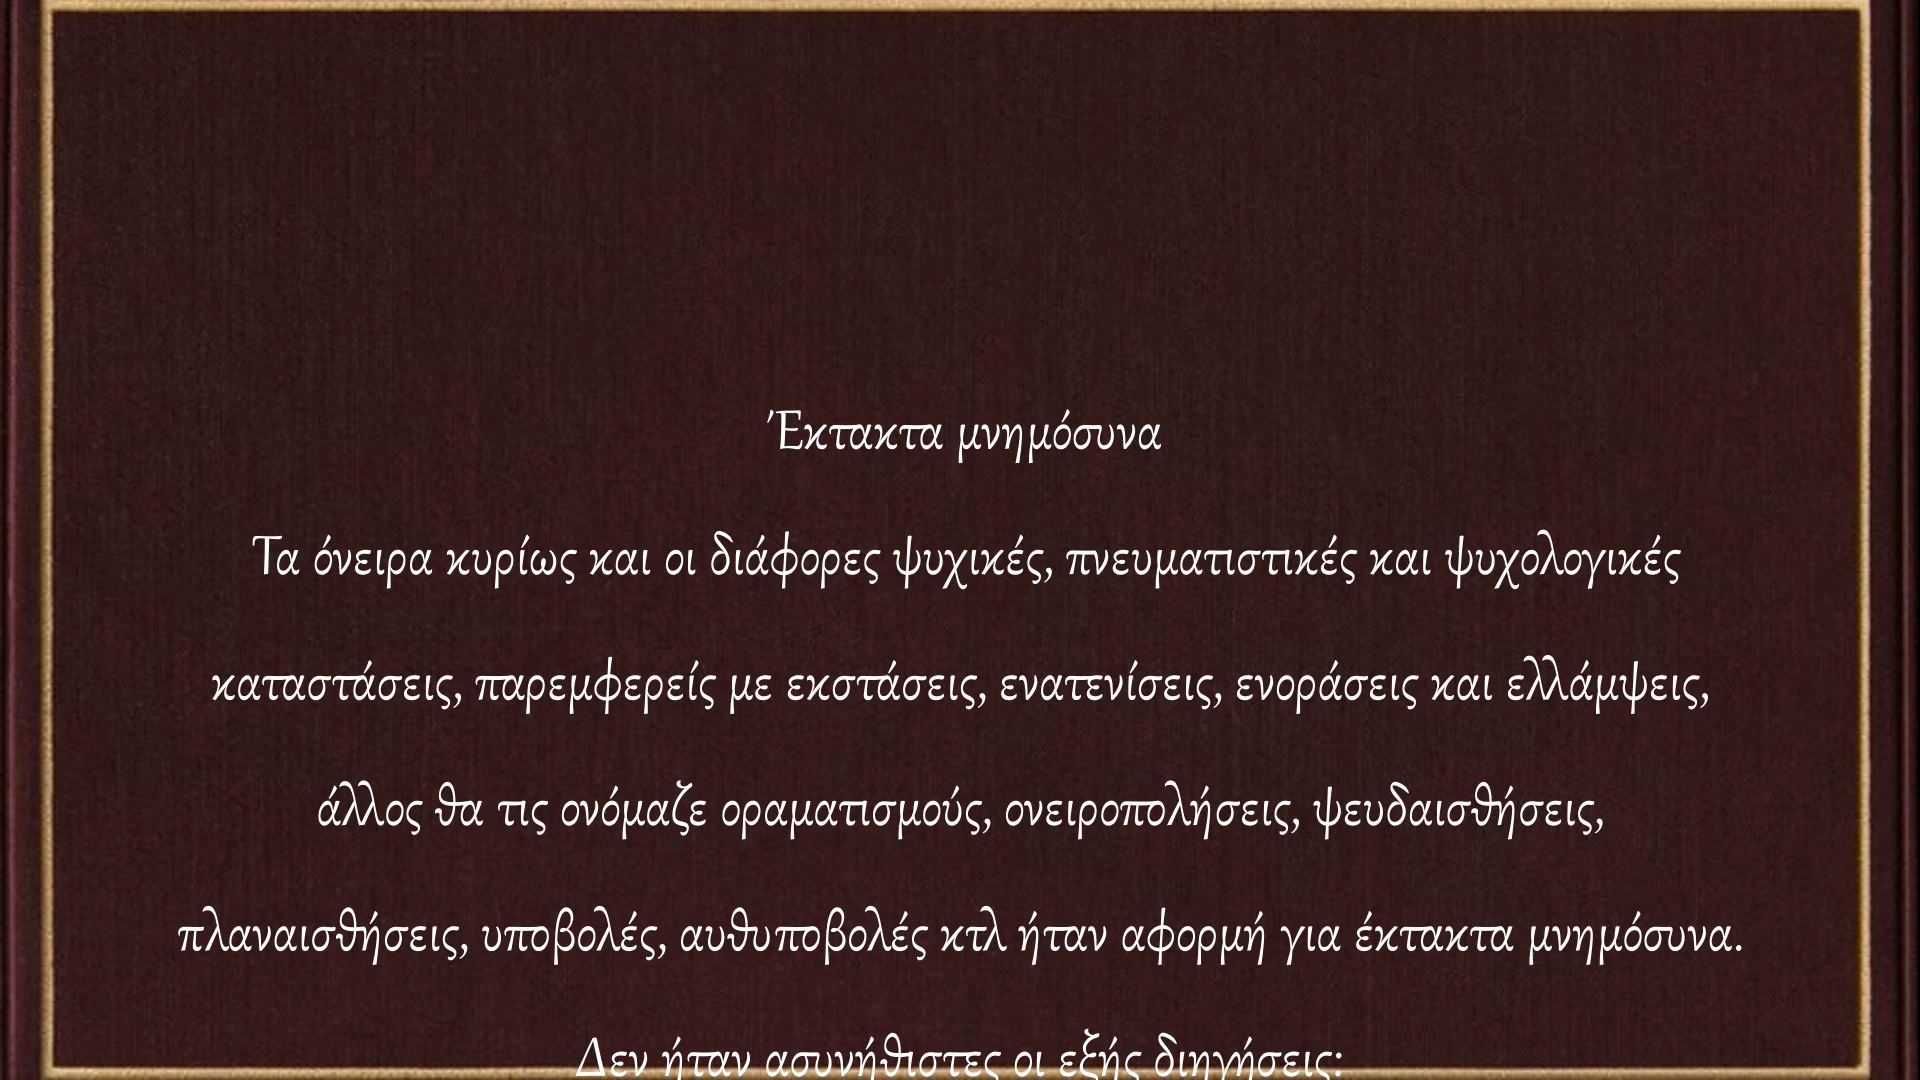 Έκτακτα μνημόσυνα
Τα όνειρα κυρίως και οι διάφορες ψυχικές, πνευματιστικές και ψυχολογικές
καταστάσεις, παρεμφερείς με εκστάσεις, ενατενίσεις, ενοράσεις και ελλάμψεις,
άλλος θα τις ονόμαζε οραματισμούς, ονειροπολήσεις, ψευδαισθήσεις,
πλαναισθήσεις, υποβολές, αυθυποβολές κτλ ήταν αφορμή για έκτακτα μνημόσυνα.
Δεν ήταν ασυνήθιστες οι εξής διηγήσεις: